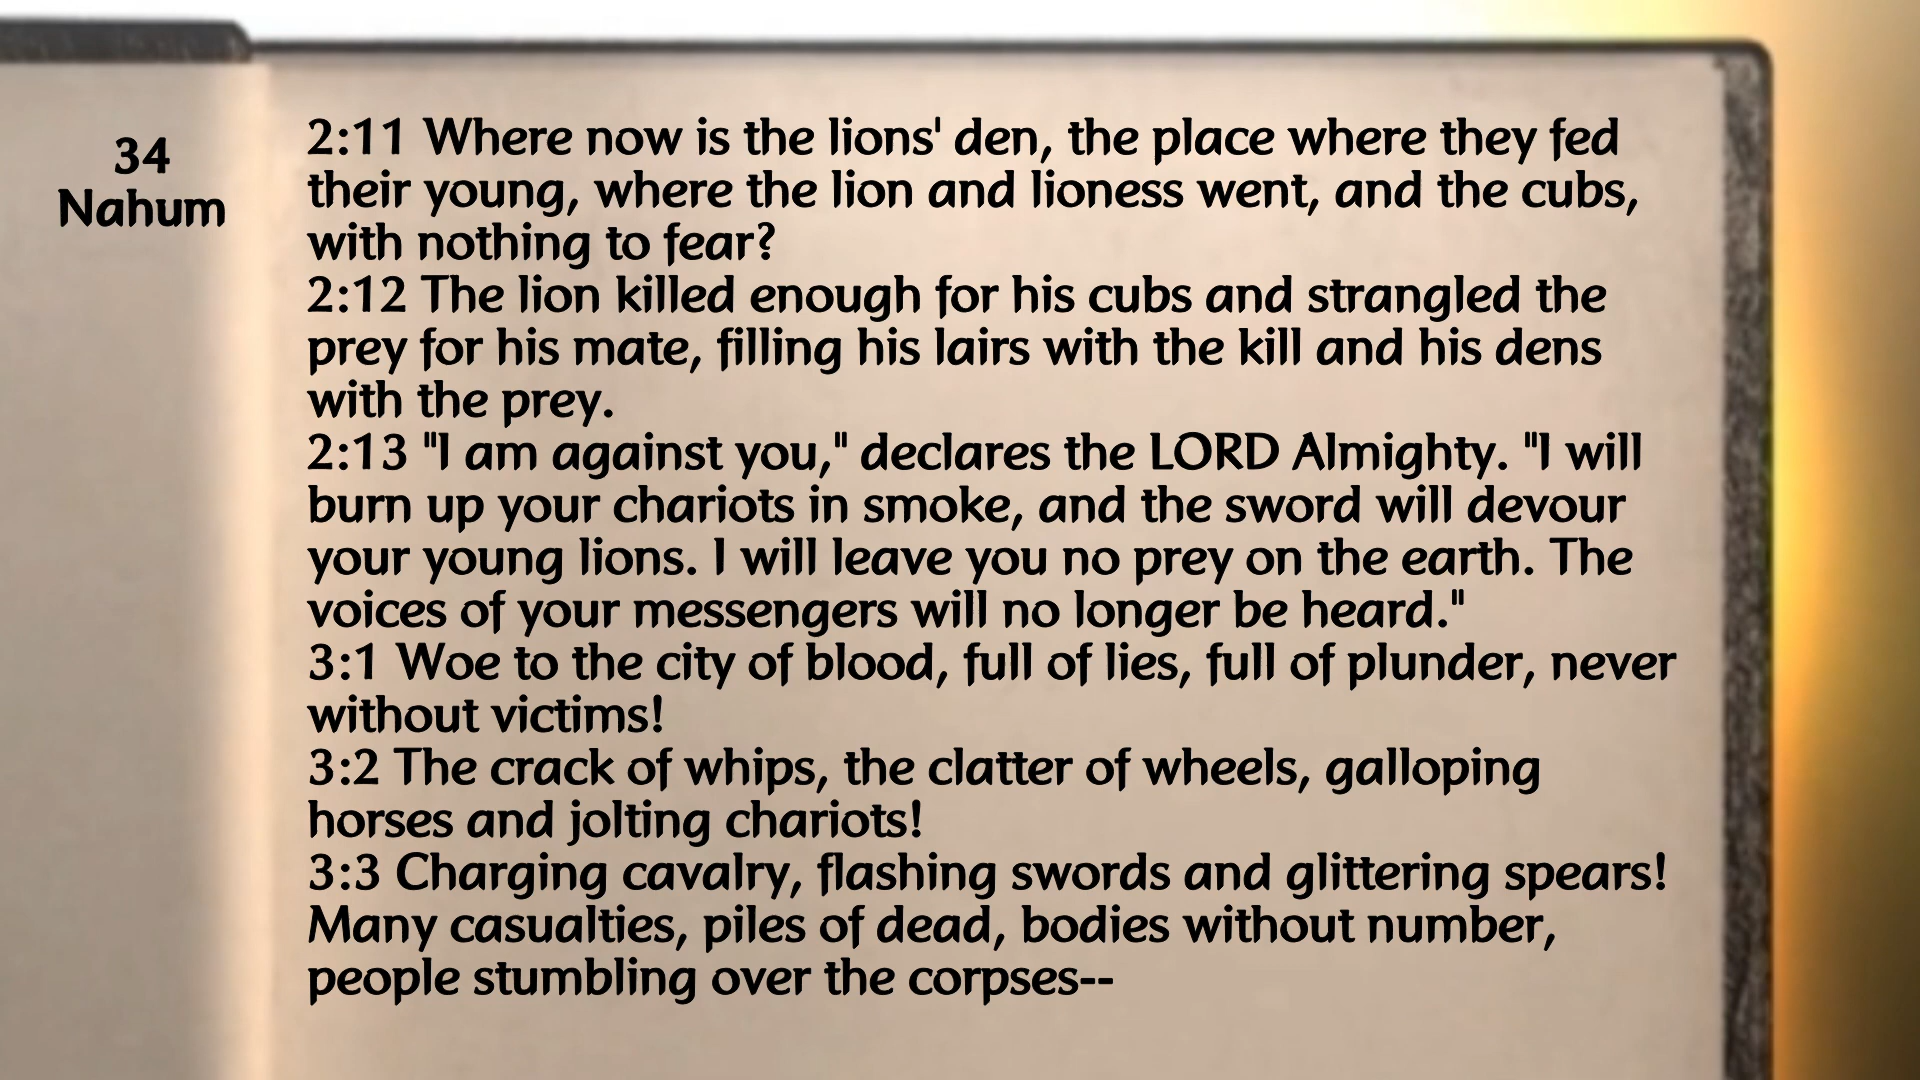 34
Nahum
2:11 Where now is the lions' den, the place where they fed
their young, where the lion and lioness went, and the cubs,
with nothing to fear?
2:12 The lion killed enough for his cubs and strangled the
prey for his mate, filling his lairs with the kill and his dens
with the prey.
2:13 "I am against you," declares the LORD Almighty. "I will
burn up your chariots in smoke, and the sword will devour
your young lions. I will leave you no prey on the earth. The
voices of your messengers will no longer be heard."
3:1 Woe to the city of blood, full of lies, full of plunder, never
without victims!
3:2 The crack of whips, the clatter of wheels, galloping
horses and jolting chariots!
3:3 Charging cavalry, flashing swords and glittering spears!
Many casualties, piles of dead, bodies without number,
people stumbling over the corpses--